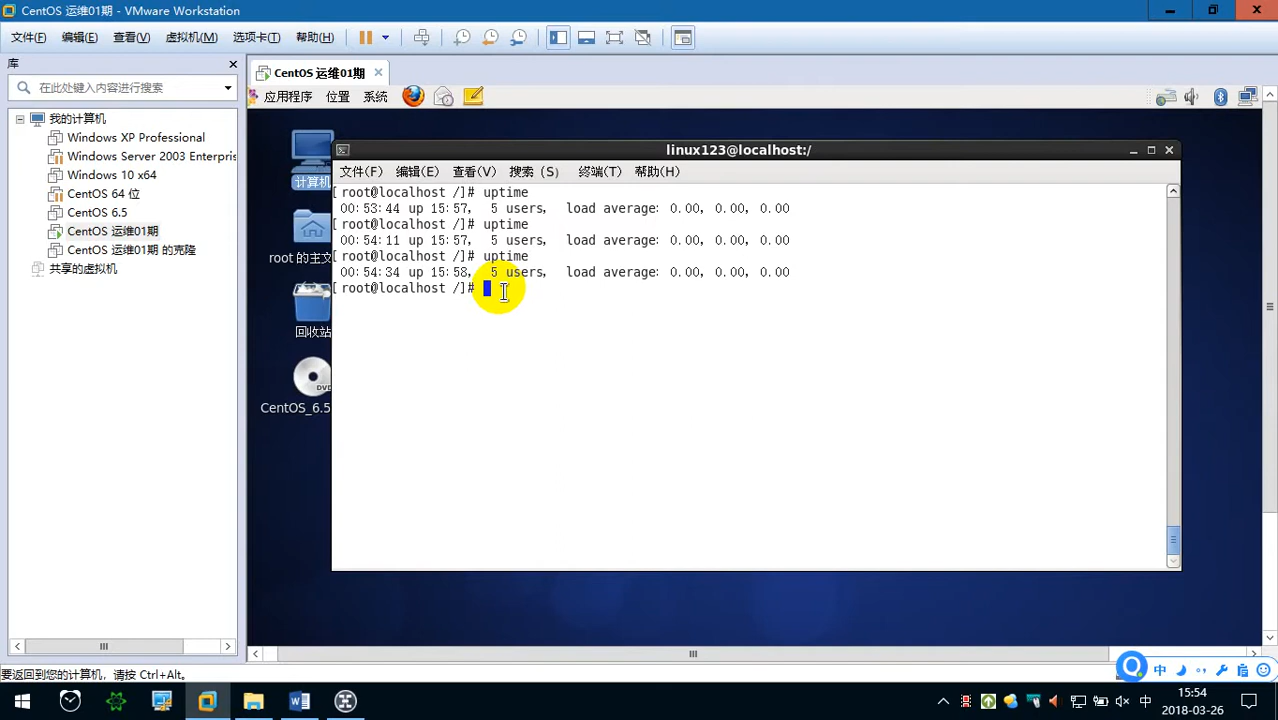 CentOS 运维01期 - VMware Workstation
文件(F) 编辑(E) 查看(V) 虚拟机(M) 选项卡(T) 帮助(H)
库
在此处键入内容进行搜索
我的计算机
Windows XP Professional
Windows Server 2003 Enterpris
Windows 10 x64
CentOS 64 位
CentOS 6.5
CentOS 运维01期
CentOS 运维01期 的克隆
共享的虚拟机
CentOS 运维01期
应用程序 位置 系统
计算机
root 的主文
回收站
CentOS_6.5
linux123@localhost:/
文件(F) 编辑(E) 查看(V) 搜索 (S) 终端(T) 帮助(H)
[root@localhost /]# uptime
00:53:44 up 15:57, 5 users, load average: 0.00, 0.00, 0.00
[root@localhost /]# uptime
00:54:11 up 15:57, 5 users, load average: 0.00, 0.00, 0.00
[root@localhost /]# uptime
00:54:34 up 15:58, 5 users, load average: 0.00, 0.00, 0.00
[root@localhost /]#
要返回到您的计算机，请按 Ctrl+Alt。
中
中
15:54
2018-03-26